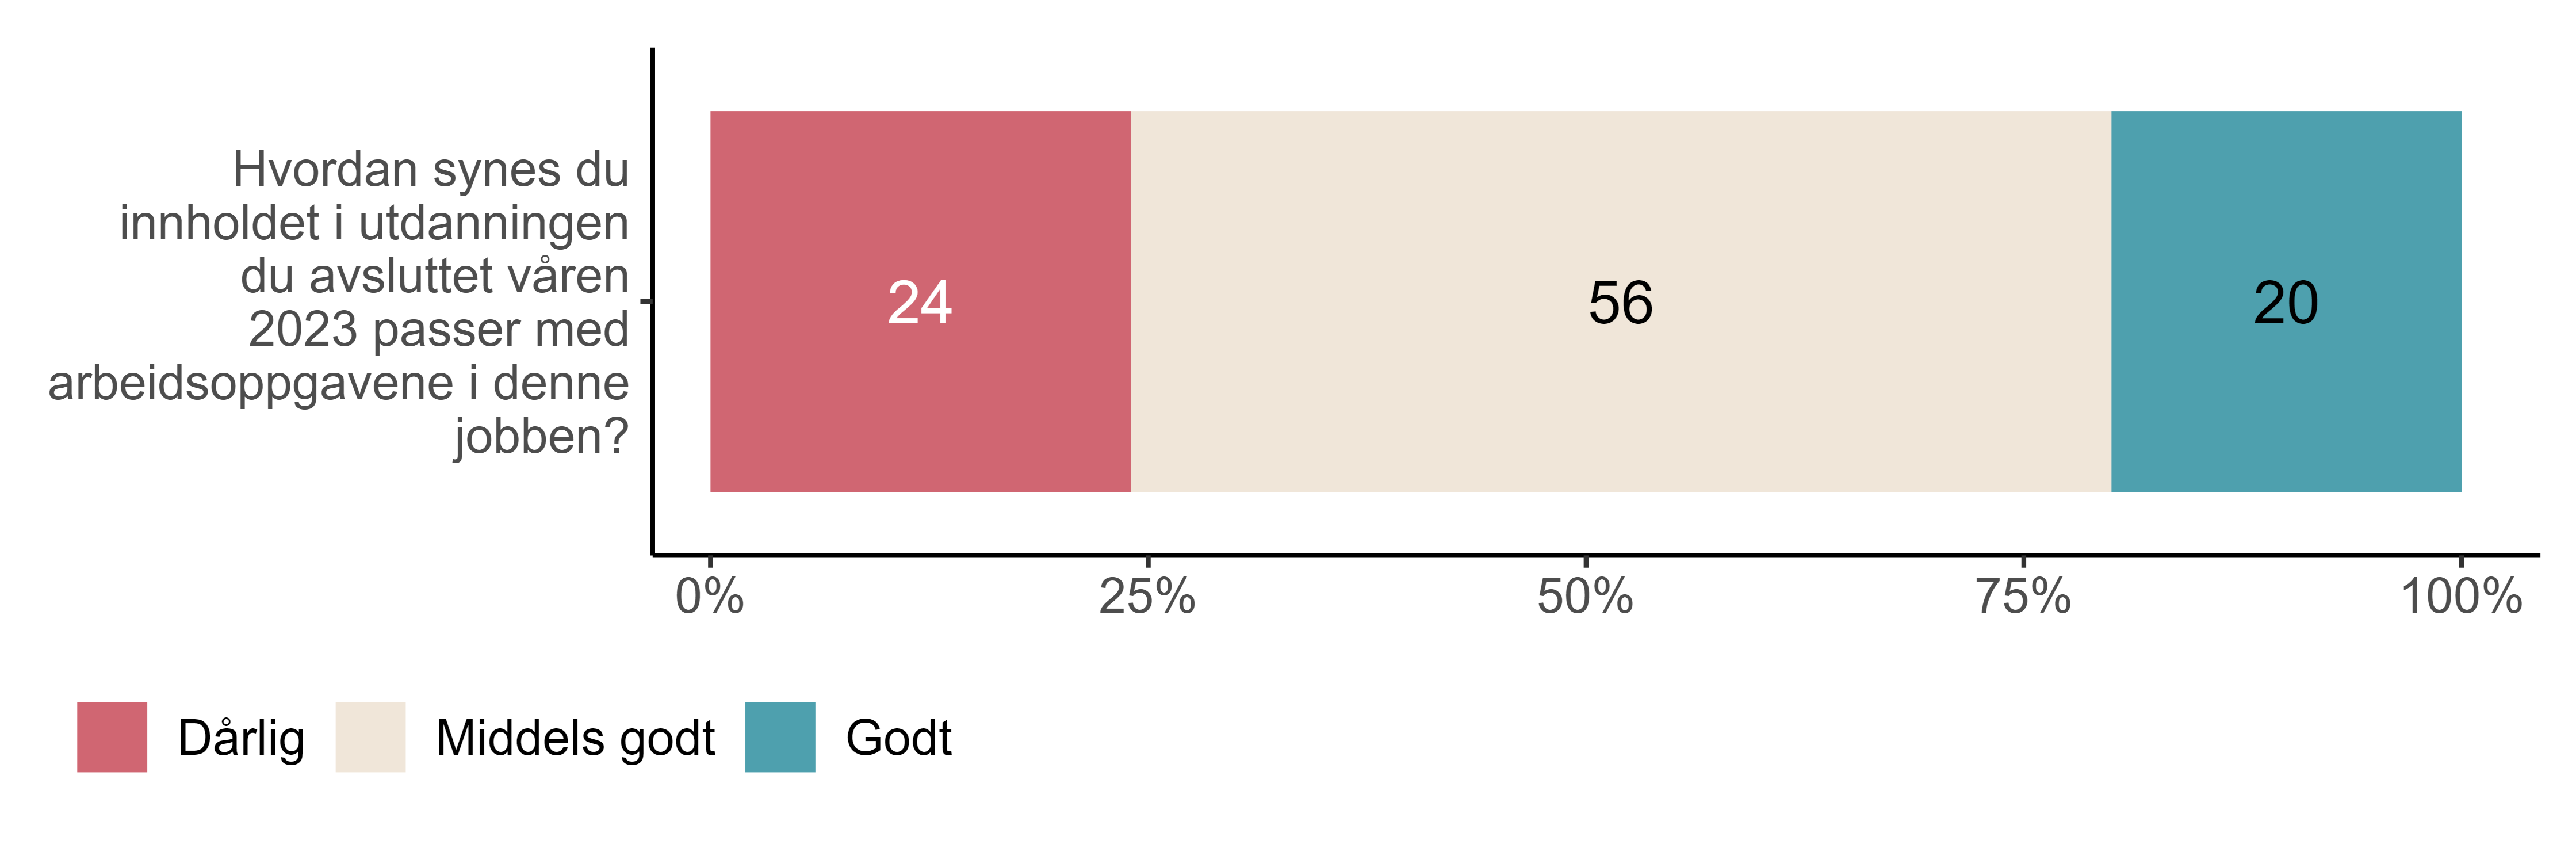 Hvordan synes du
innholdet i utdanningen
du avsluttet våren
2023 passer med
arbeidsoppgavene i denne
jobben?
24
56
20
0%
25%
50%
75%
100%
Dårlig
Middels godt
Godt